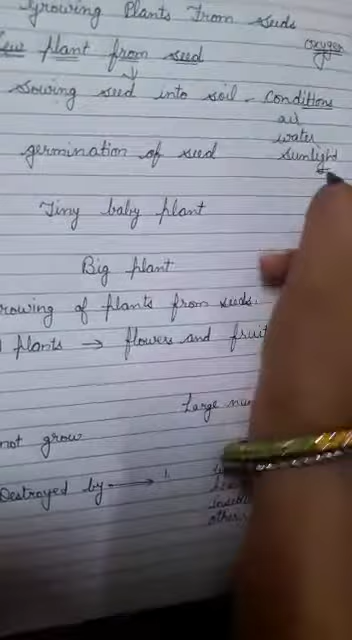 Growing Plants From seeds
New plant from seed
oxygen
Sowing seed into soil - conditions
air
water
germination of seed
sunlight
Tiny baby plant
Big plant
rowing of plants from seeds.
plants → flowers and fruit
Large
not grow
Destroyed by → 1.